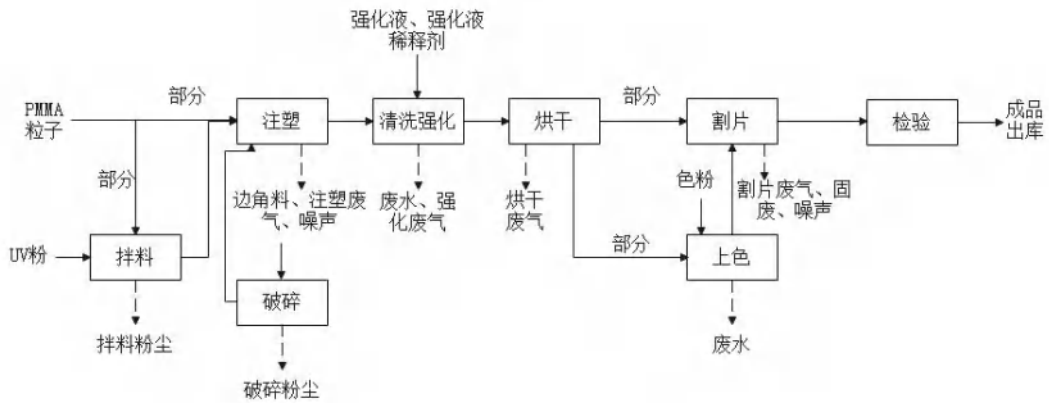 强化液、强化液
稀释剂
PMMA
粒子
部分
注塑
清洗强化
烘干
部分
割片
检验
成品
出库
部分
边角料、注塑废
气、噪声
废水、强
化废气
烘干
废气
色粉
割片废气、固
废、噪声
UV粉
拌料
部分
上色
破碎
拌料粉尘
废水
破碎粉尘